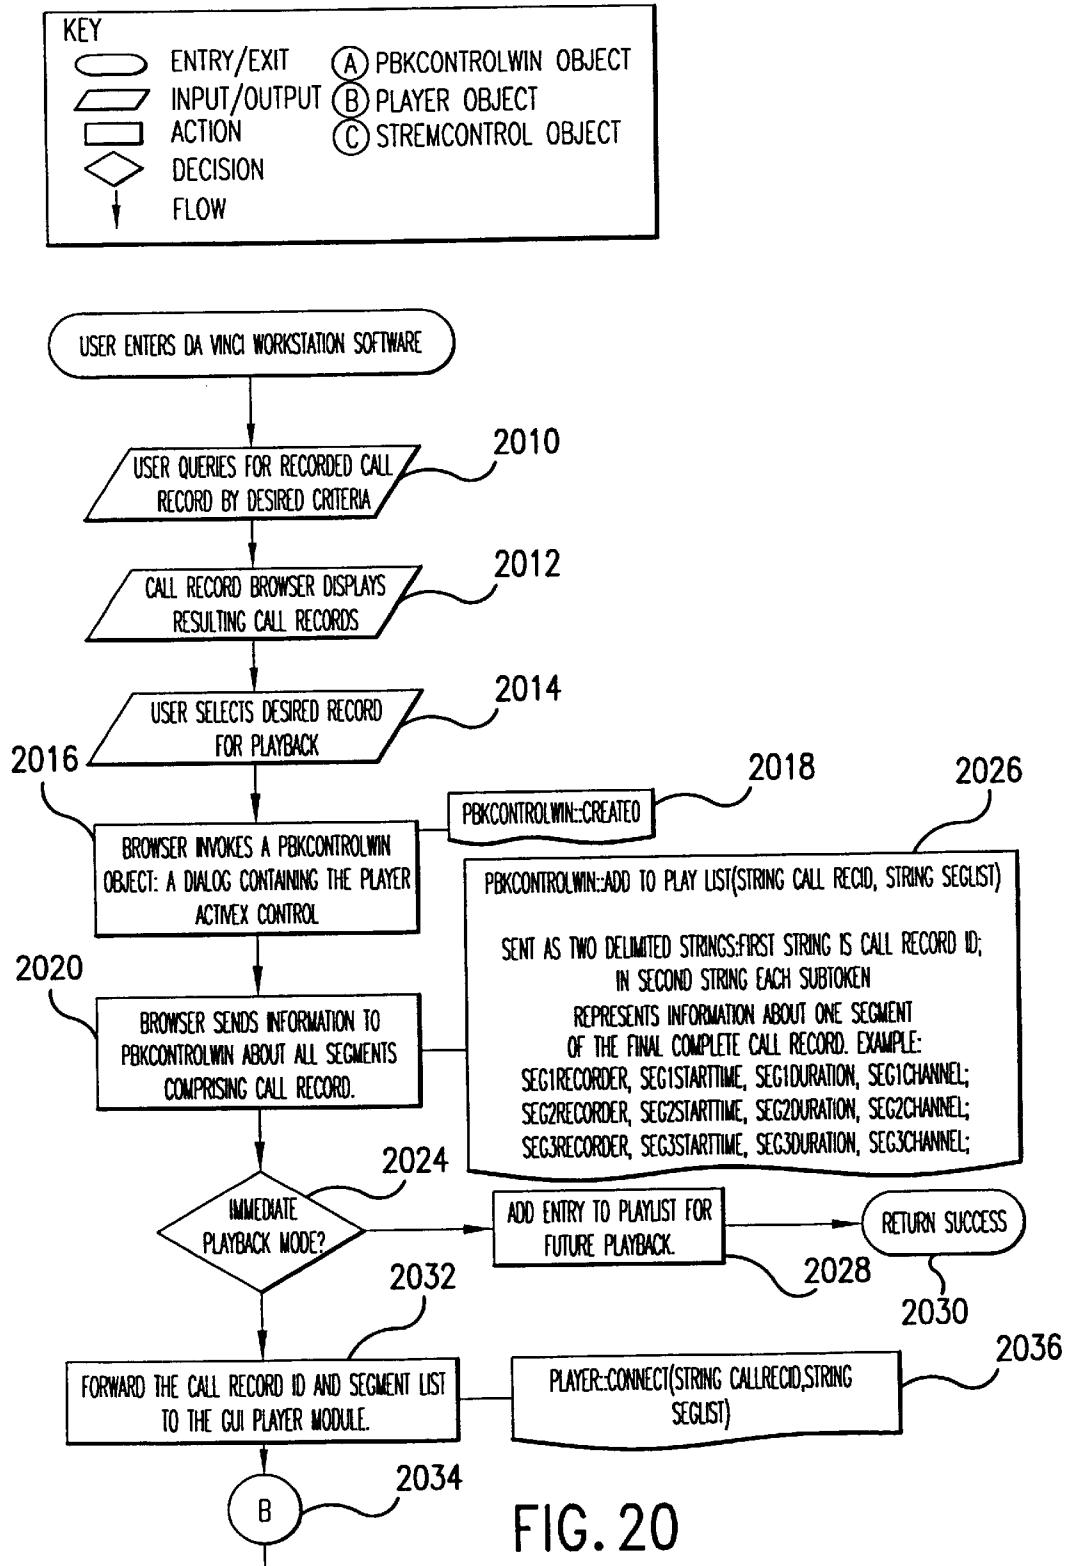 KEY
ENTRY/EXIT
INPUT/OUTPUT
ACTION
DECISION
FLOW
A PBKCONTROLWIN OBJECT
B PLAYER OBJECT
C STREMCONTROL OBJECT
USER ENTERS DA VINCI WORKSTATION SOFTWARE
2010
USER QUERIES FOR RECORDED CALL
RECORD BY DESIRED CRITERIA
2012
CALL RECORD BROWSER DISPLAYS
RESULTING CALL RECORDS
2014
USER SELECTS DESIRED RECORD
FOR PLAYBACK
2016
BROWSER INVOKES A PBKCONTROLWIN
OBJECT: A DIALOG CONTAINING THE PLAYER
ACTIVEX CONTROL
2018
PBKCONTROLWIN::CREATED
2026
PBKCONTROLWIN::ADD TO PLAY LIST(STRING CALL RECID, STRING SEGLIST)
SENT AS TWO DELIMITED STRINGS:FIRST STRING IS CALL RECORD ID;
IN SECOND STRING EACH SUBTOKEN
REPRESENTS INFORMATION ABOUT ONE SEGMENT
OF THE FINAL COMPLETE CALL RECORD. EXAMPLE:
SEG1RECORDER, SEG1STARTTIME, SEG1DURATION, SEG1CHANNEL;
SEG2RECORDER, SEG2STARTTIME, SEG2DURATION, SEG2CHANNEL;
SEG3RECORDER, SEG3STARTTIME, SEG3DURATION, SEG3CHANNEL;
2020
BROWSER SENDS INFORMATION TO
PBKCONTROLWIN ABOUT ALL SEGMENTS
COMPRISING CALL RECORD.
2024
IMMEDIATE
PLAYBACK MODE?
ADD ENTRY TO PLAYLIST FOR
FUTURE PLAYBACK.
2028
RETURN SUCCESS
2030
2032
FORWARD THE CALL RECORD ID AND SEGMENT LIST
TO THE GUI PLAYER MODULE.
2036
PLAYER::CONNECT(STRING CALLRECID,STRING
SEGLIST)
2034
B
FIG. 20